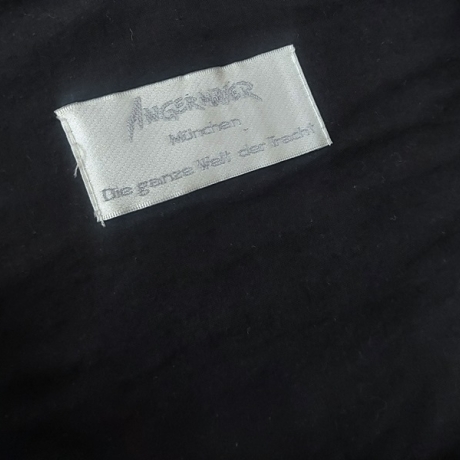 ANGERMAIER
München
Die ganze Welt der Tracht